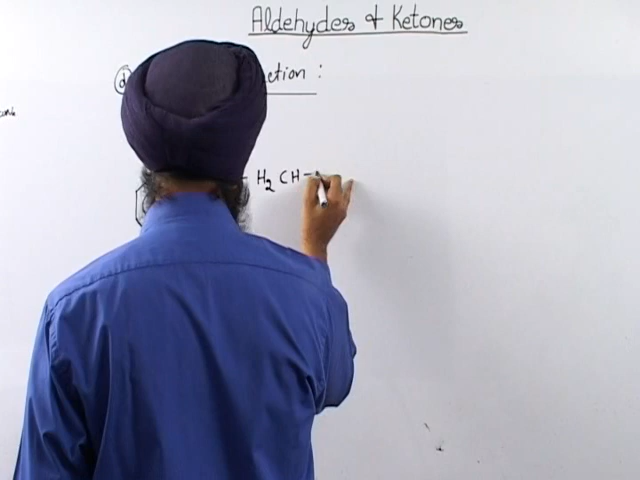 Aldehydes & Ketones
(d) ction :
- H2 CH -